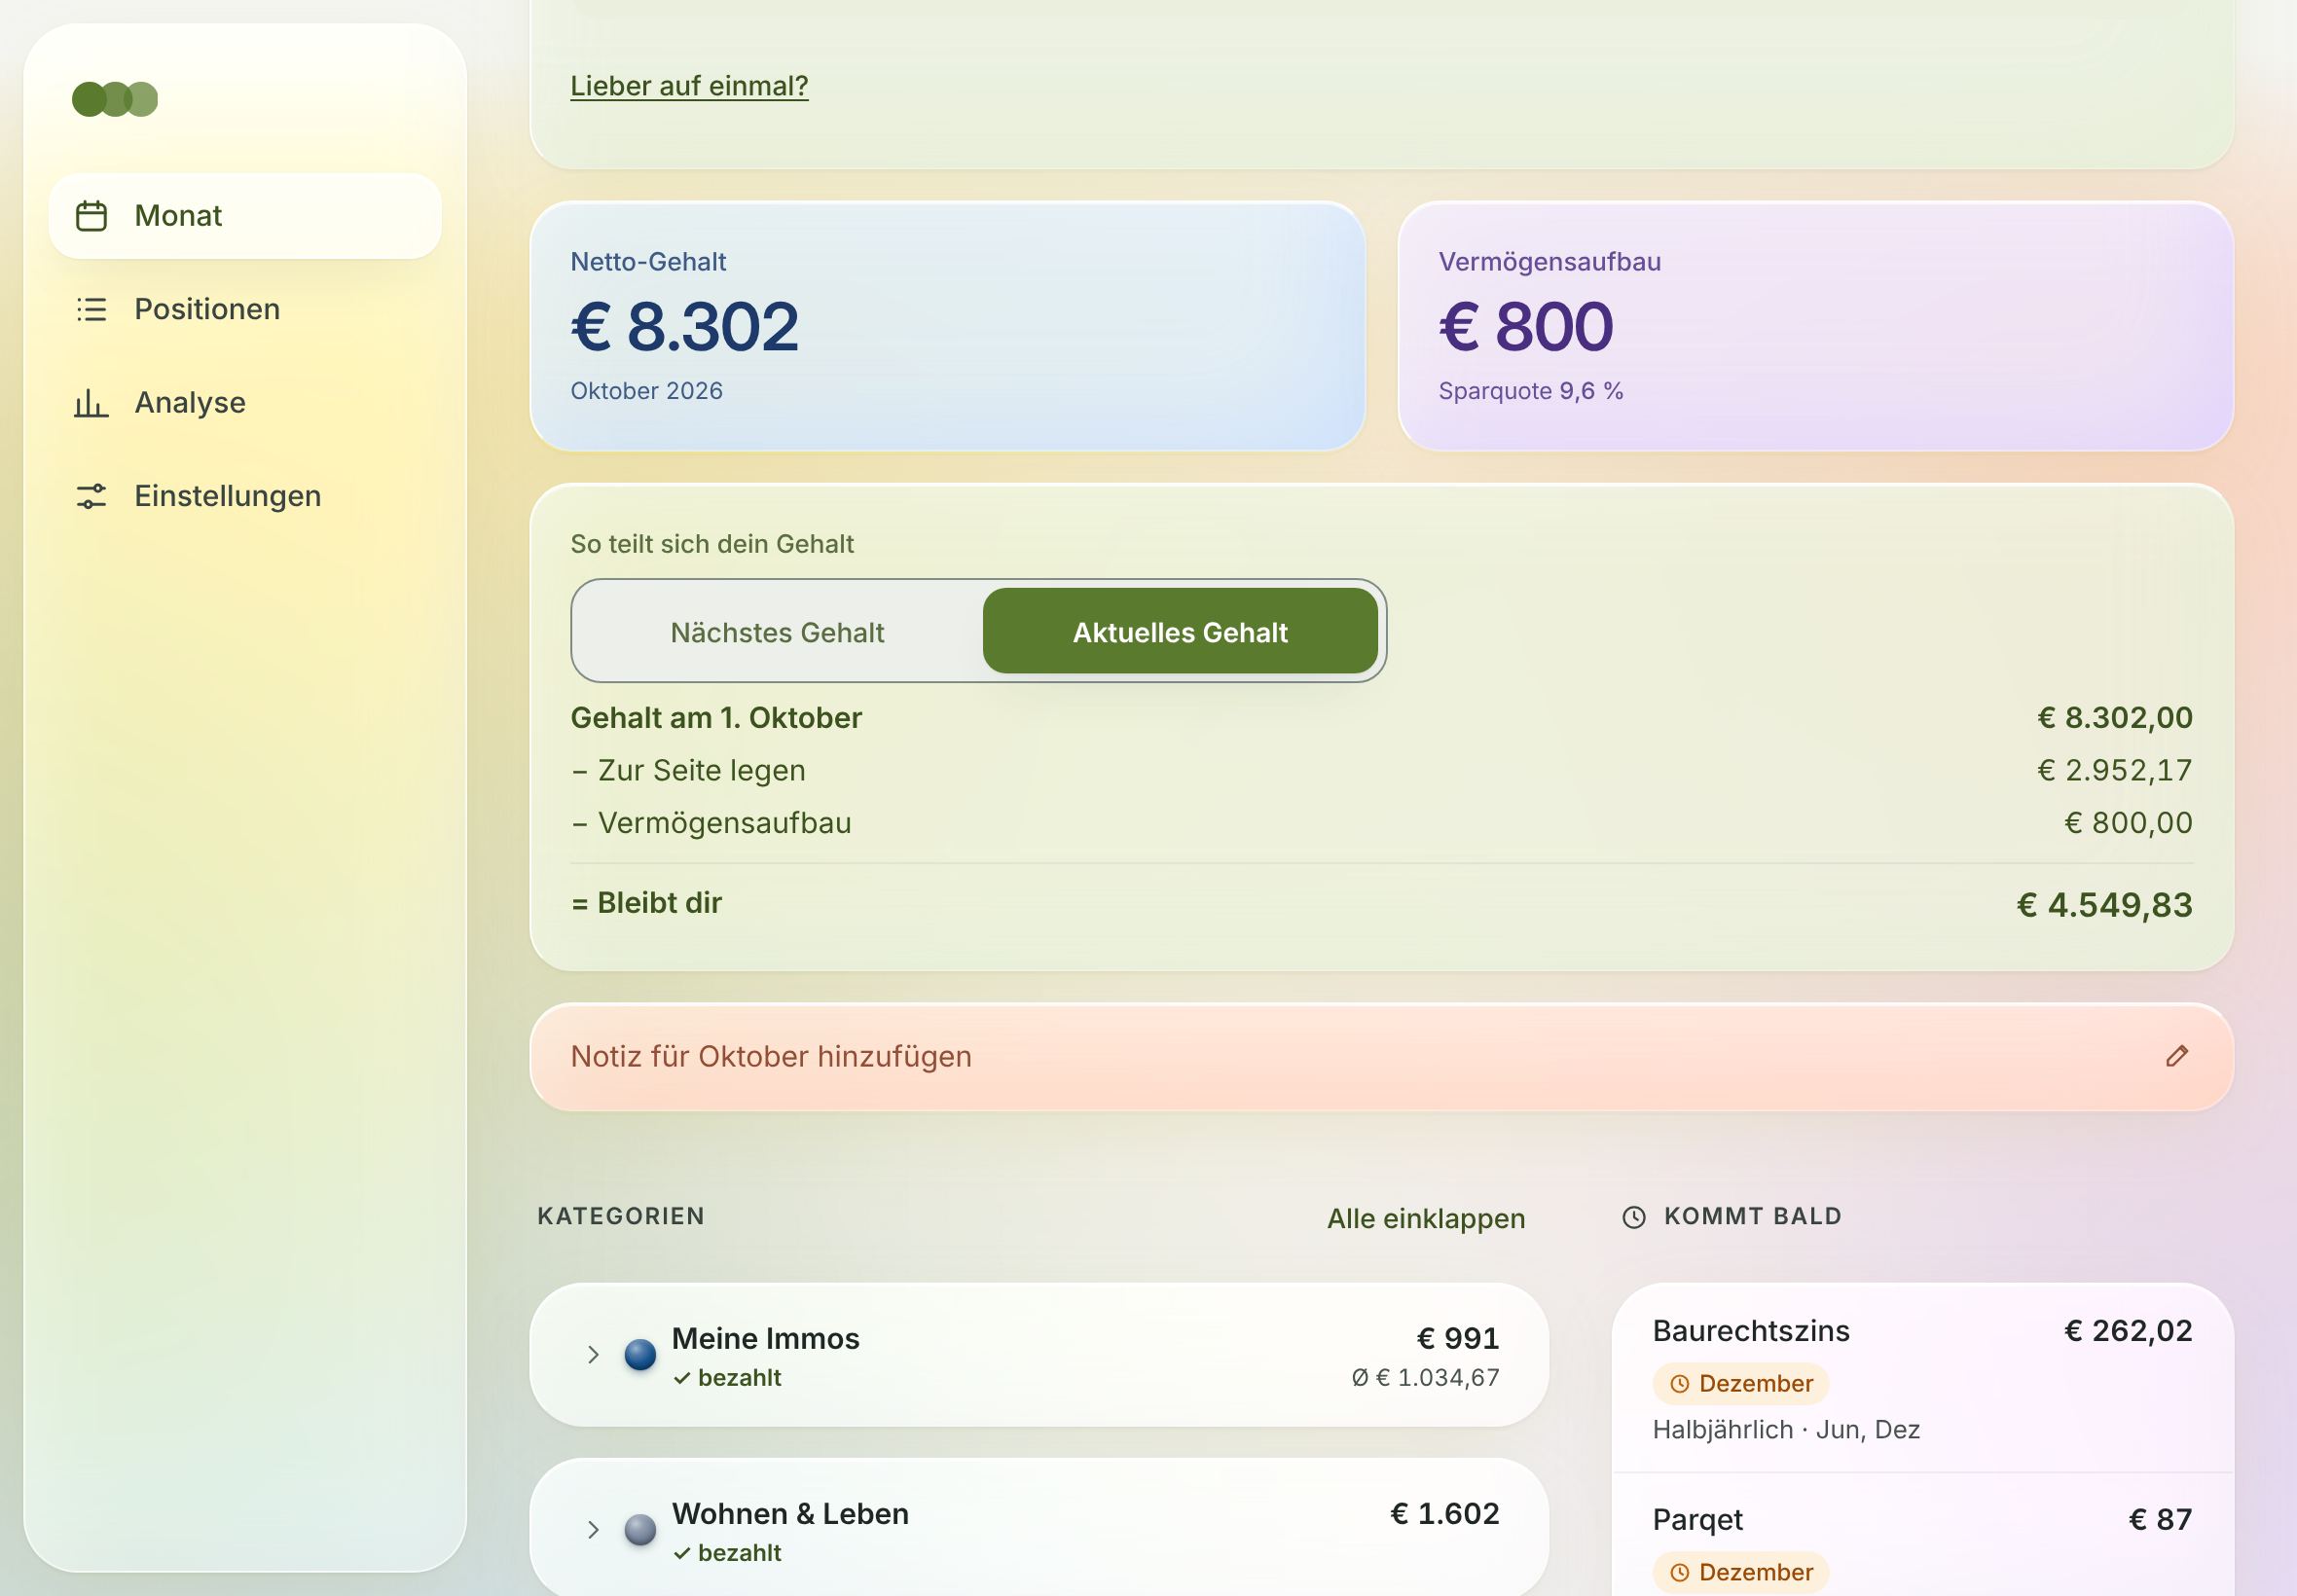 Lieber auf einmal?
Monat
Positionen
Analyse
Einstellungen
Netto-Gehalt
€ 8.302
Oktober 2026
Vermögensaufbau
€ 800
Sparquote 9,6 %
So teilt sich dein Gehalt
Nächstes Gehalt
Aktuelles Gehalt
Gehalt am 1. Oktober € 8.302,00
− Zur Seite legen € 2.952,17
− Vermögensaufbau € 800,00
= Bleibt dir € 4.549,83
Notiz für Oktober hinzufügen
KATEGORIEN
Alle einklappen
Meine Immos € 991
✓ bezahlt Ø € 1.034,67
Wohnen & Leben € 1.602
✓ bezahlt
KOMMT BALD
Baurechtszins € 262,02
Dezember
Halbjährlich · Jun, Dez
Parqet € 87
Dezember